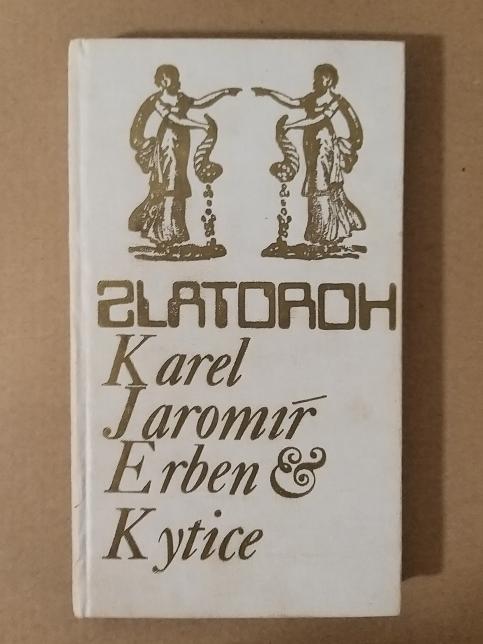 ZLATOROH
Karel
Jaromír
Erben &
Kytice